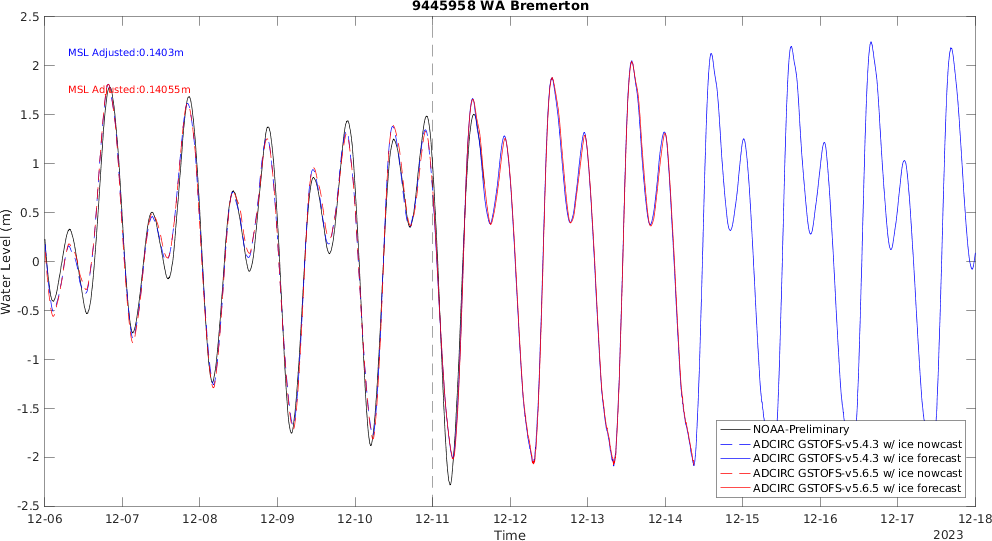 9445958 WA Bremerton
MSL Adjusted:0.1403m
MSL Adjusted:0.14055m
Water Level (m)
2.5
2
1.5
1
0.5
0
-0.5
-1
-1.5
-2
-2.5
NOAA-Preliminary
ADCIRC GSTOFS-v5.4.3 w/ ice nowcast
ADCIRC GSTOFS-v5.4.3 w/ ice forecast
ADCIRC GSTOFS-v5.6.5 w/ ice nowcast
ADCIRC GSTOFS-v5.6.5 w/ ice forecast
12-06 12-07 12-08 12-09 12-10 12-11 12-12 12-13 12-14 12-15 12-16 12-17 12-18
Time
2023